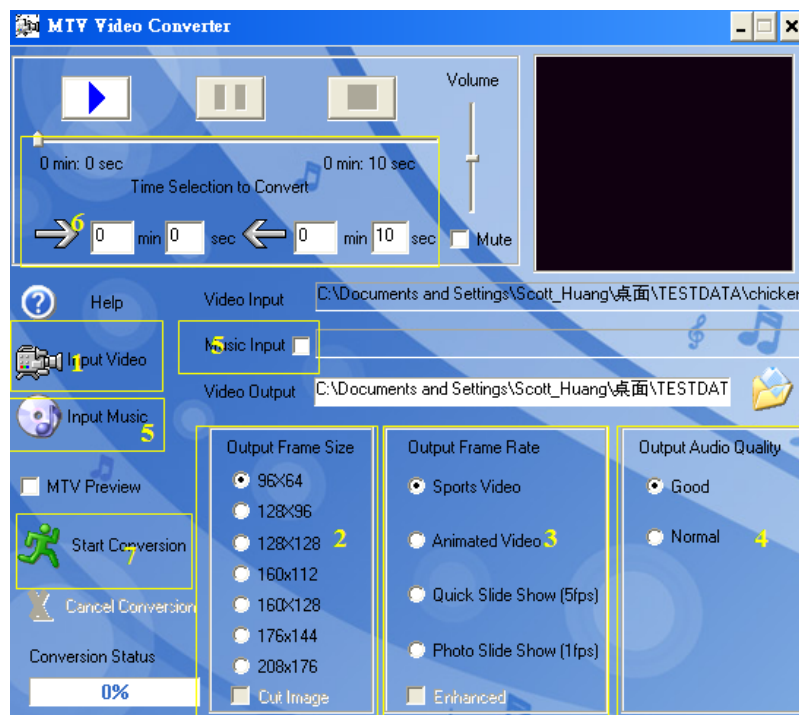 MTV Video Converter
Volume
0 min: 0 sec
0 min: 10 sec
Time Selection to Convert
6
0 min 0 sec 0 min 10 sec
Mute
Help
Video Input C:\Documents and Settings\Scott_Huang\桌面\TESTDATA\chicken
Input Video
1
Music Input
5
Video Output C:\Documents and Settings\Scott_Huang\桌面\TESTDAT
Input Music
5
MTV Preview
Start Conversion
7
Cancel Conversion
Conversion Status
0%
Output Frame Size
96X64
128X96
128X128
2
160x112
160X128
176x144
208x176
Cut Image
Output Frame Rate
Sports Video
Animated Video
3
Quick Slide Show (5fps)
Photo Slide Show (1fps)
Enhanced
Output Audio Quality
Good
Normal
4